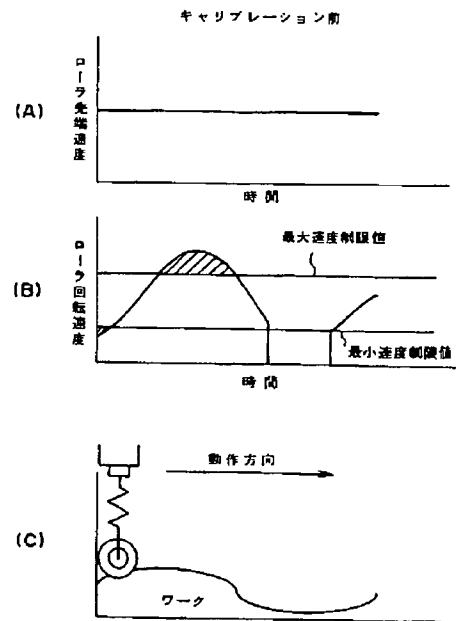 キャリブレーション前
(A)
ローラ先端速度
時間
(B)
ローラ回転速度
最大速度制限値
最小速度制限値
時間
(C)
動作方向
ワーク